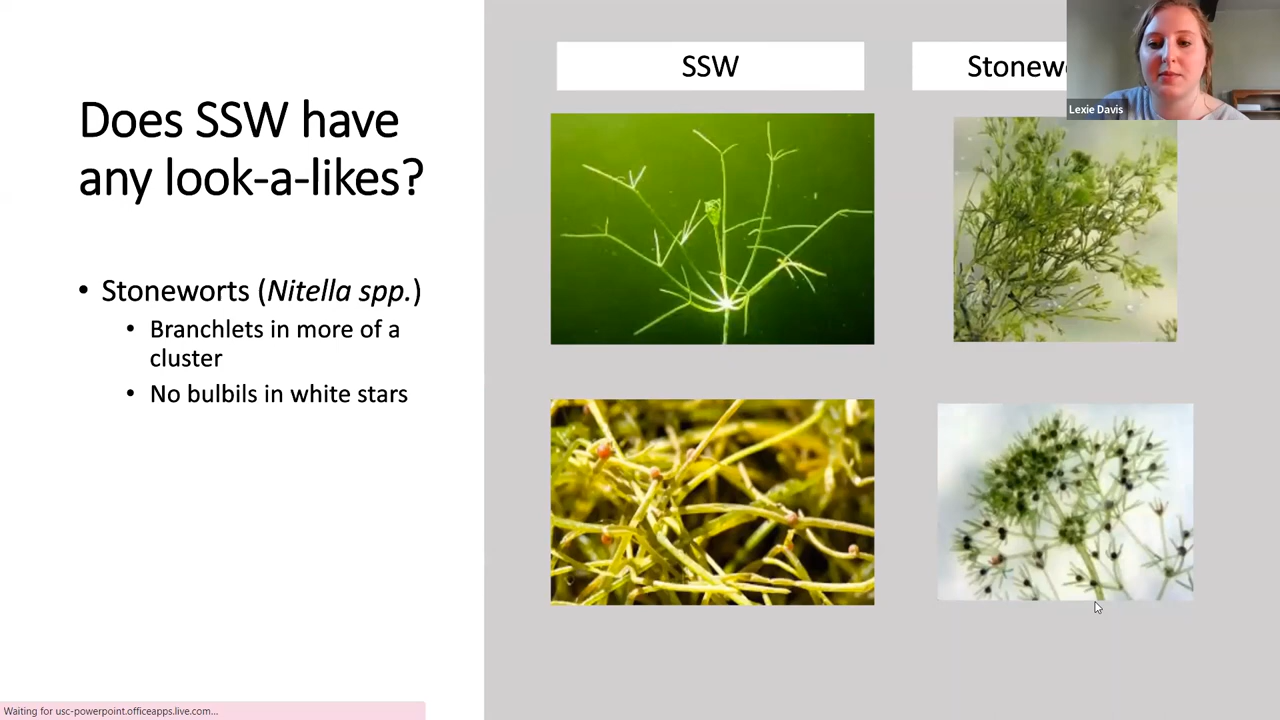 Does SSW have
any look-a-likes?
• Stoneworts (Nitella spp.)
• Branchlets in more of a
cluster
• No bulbils in white stars
SSW
Lexie Davis
Waiting for usc-powerpoint.officeapps.live.com...